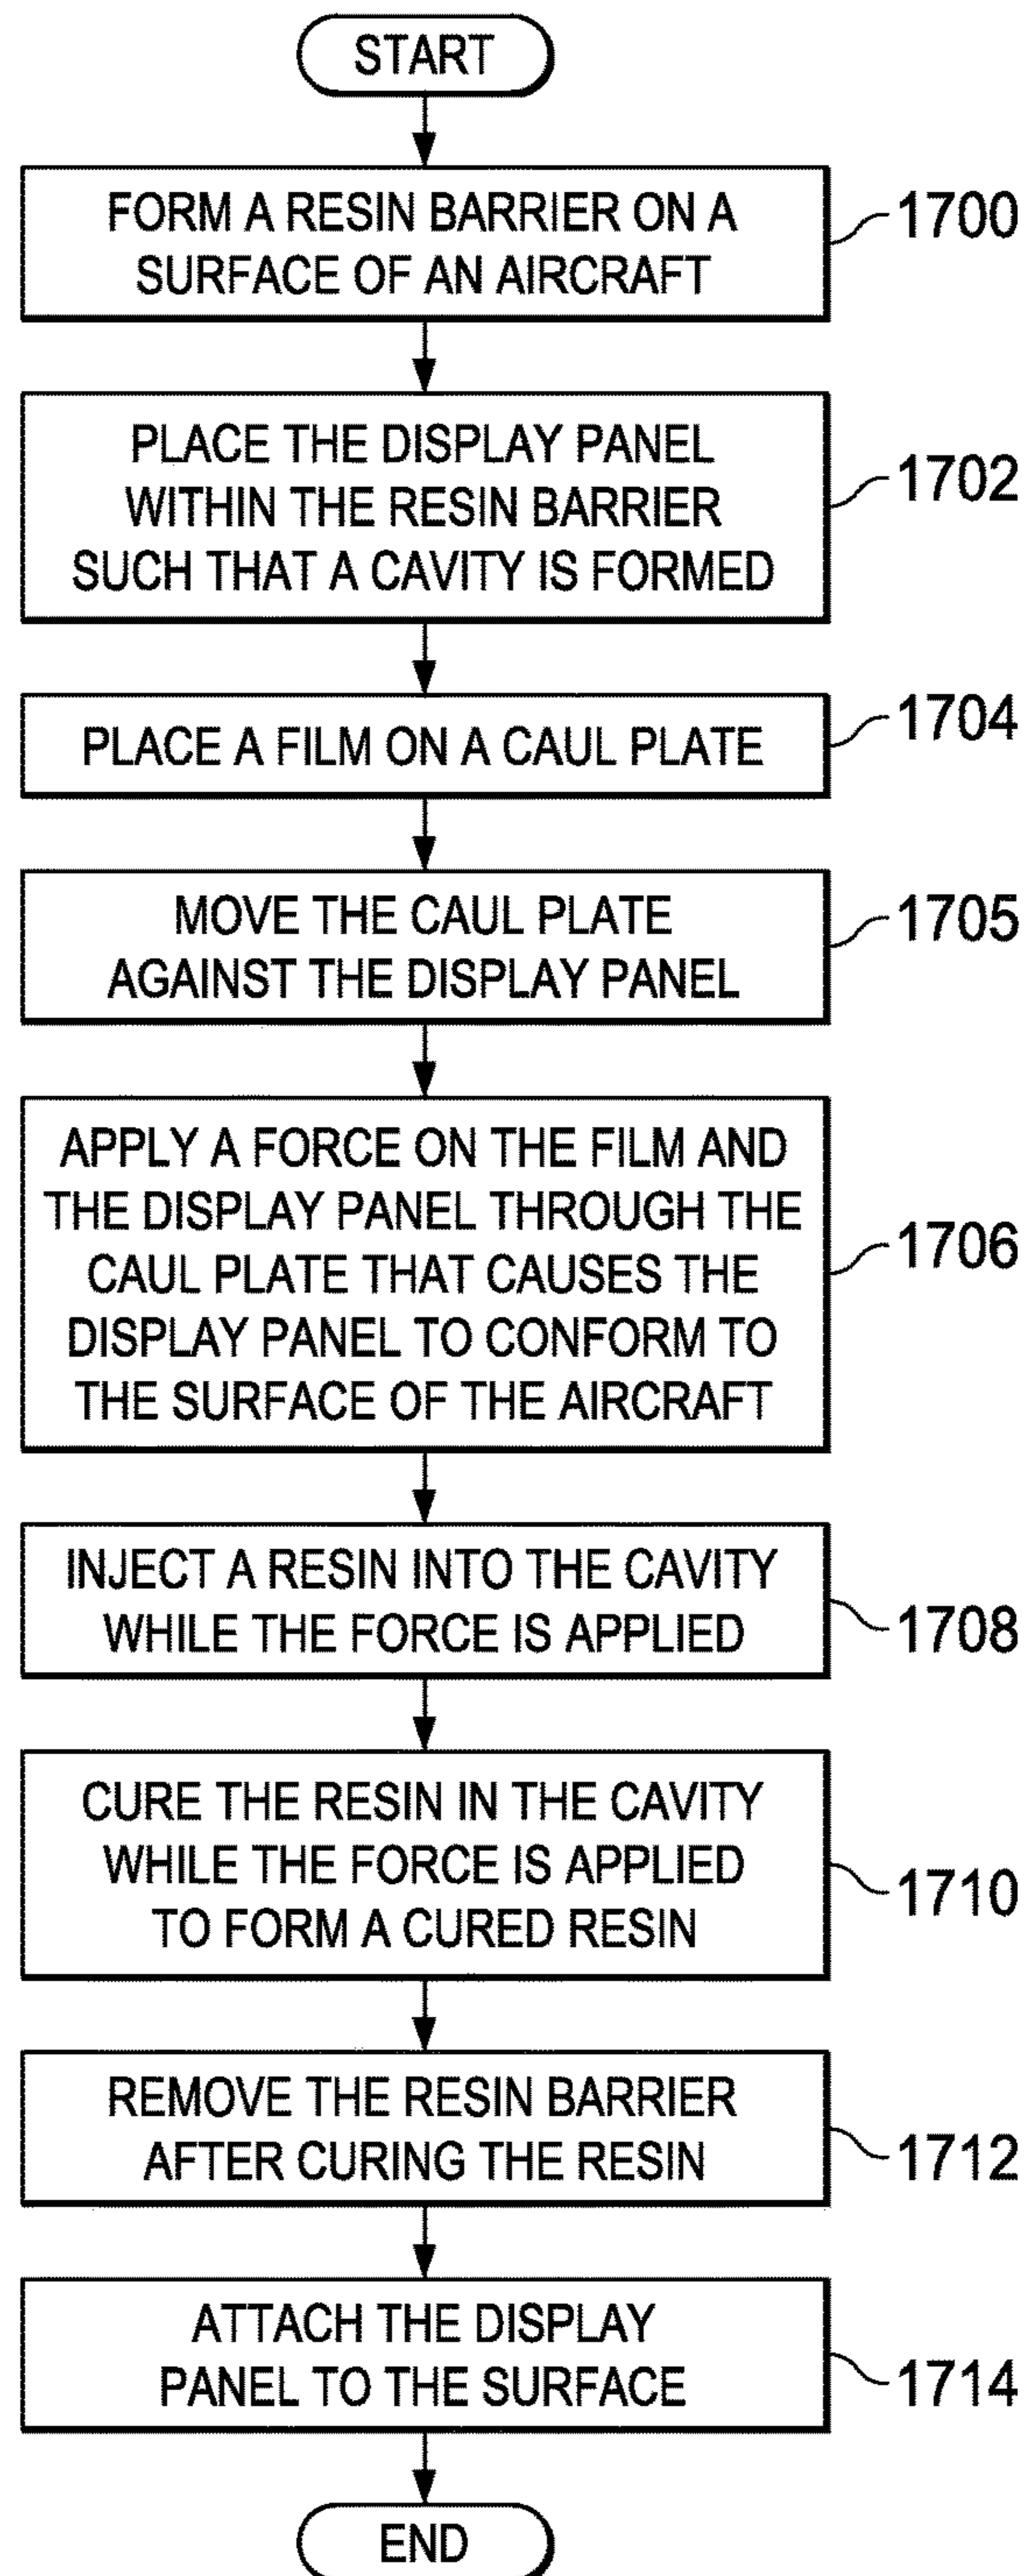 START
FORM A RESIN BARRIER ON A
SURFACE OF AN AIRCRAFT
1700
PLACE THE DISPLAY PANEL
WITHIN THE RESIN BARRIER
SUCH THAT A CAVITY IS FORMED
1702
PLACE A FILM ON A CAUL PLATE
1704
MOVE THE CAUL PLATE
AGAINST THE DISPLAY PANEL
1705
APPLY A FORCE ON THE FILM AND
THE DISPLAY PANEL THROUGH THE
CAUL PLATE THAT CAUSES THE
DISPLAY PANEL TO CONFORM TO
THE SURFACE OF THE AIRCRAFT
1706
INJECT A RESIN INTO THE CAVITY
WHILE THE FORCE IS APPLIED
1708
CURE THE RESIN IN THE CAVITY
WHILE THE FORCE IS APPLIED
TO FORM A CURED RESIN
1710
REMOVE THE RESIN BARRIER
AFTER CURING THE RESIN
1712
ATTACH THE DISPLAY
PANEL TO THE SURFACE
1714
END